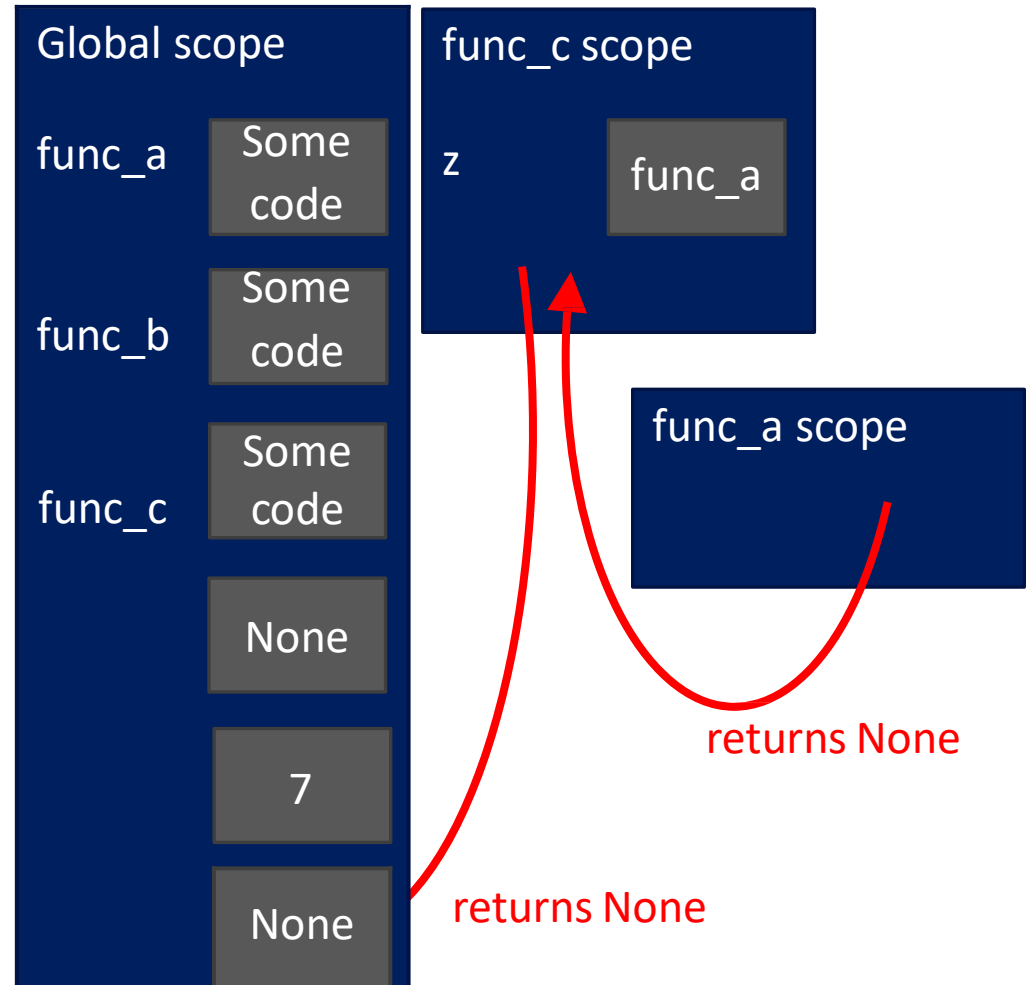 Global scope
func_a
Some
code
func_b
Some
code
func_c
Some
code
None
7
None
func_c scope
z
func_a
func_a scope
returns None
returns None